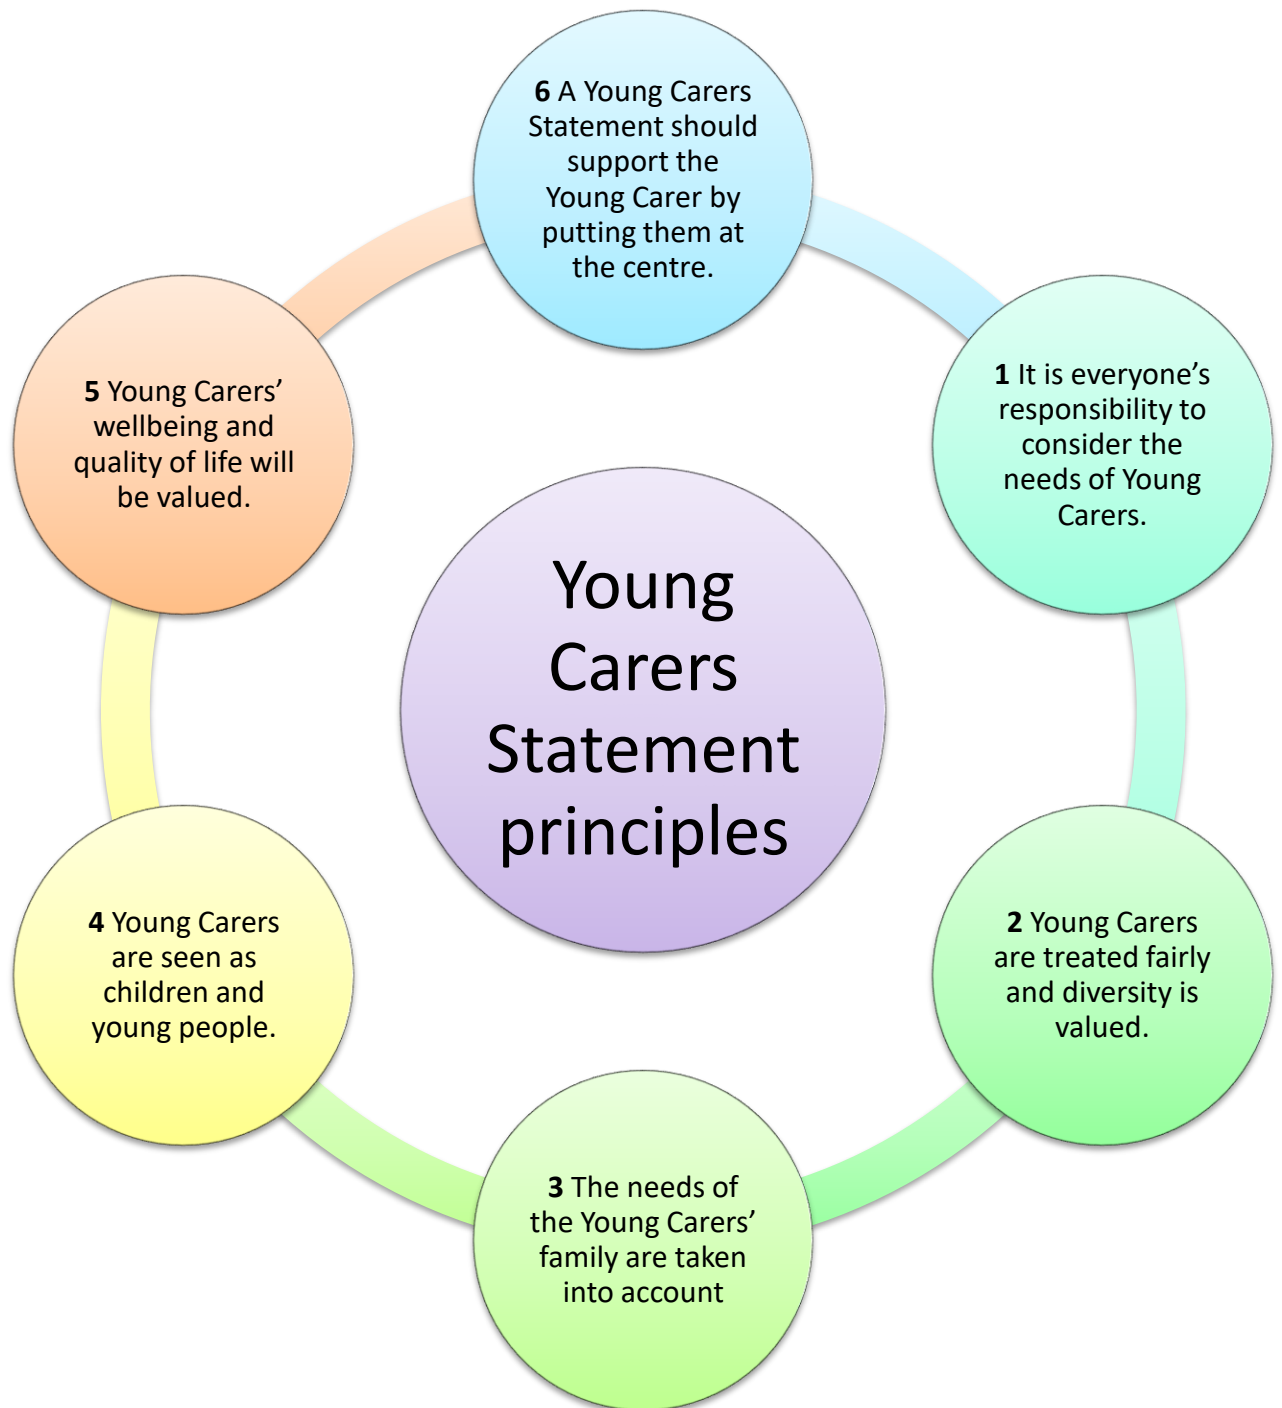 6 A Young Carers
Statement should
support the
Young Carer by
putting them at
the centre.
1 It is everyone’s
responsibility to
consider the
needs of Young
Carers.
2 Young Carers
are treated fairly
and diversity is
valued.
3 The needs of
the Young Carers’
family are taken
into account
4 Young Carers
are seen as
children and
young people.
5 Young Carers’
wellbeing and
quality of life will
be valued.
Young
Carers
Statement
principles